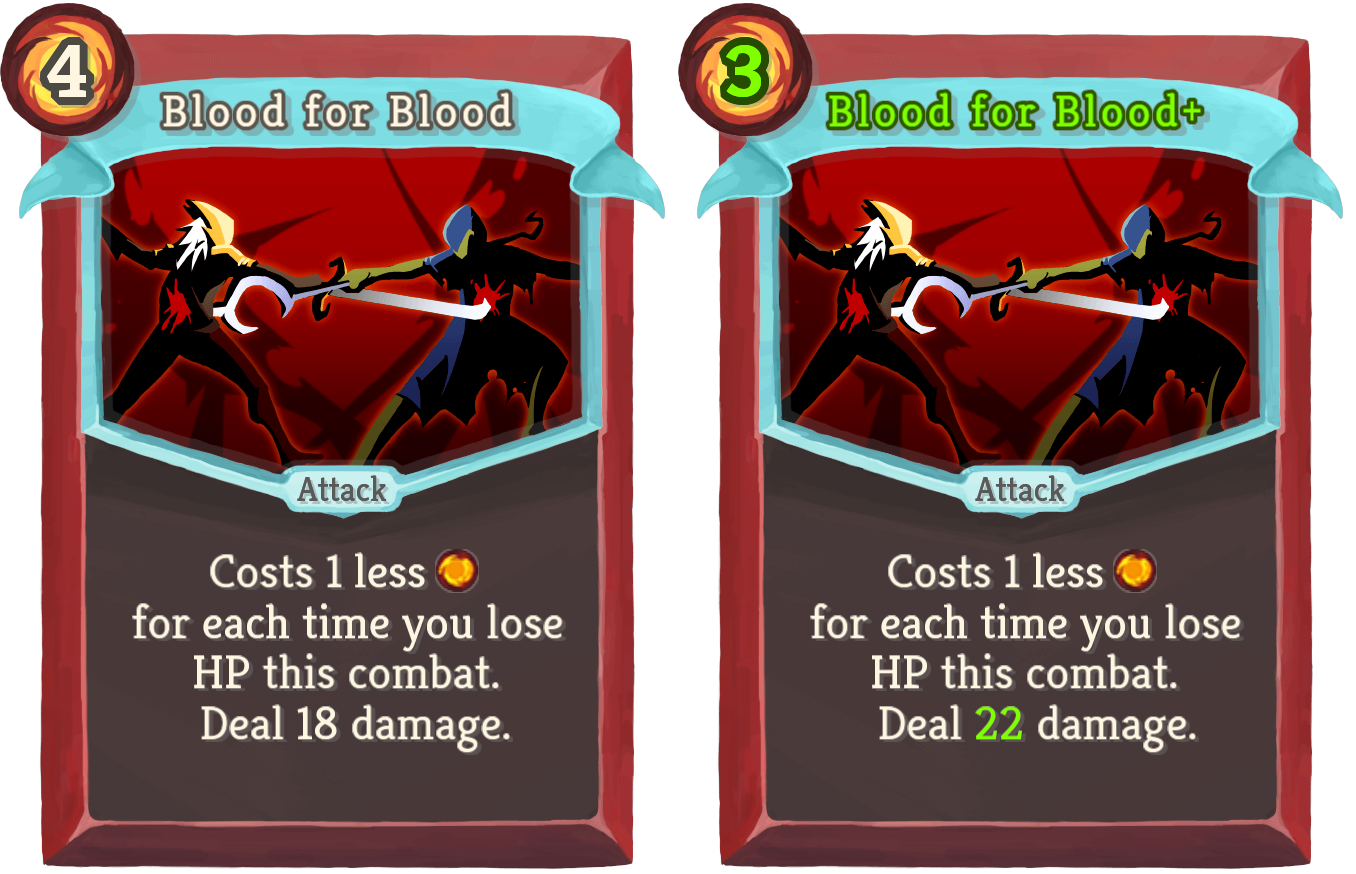 4
Blood for Blood
Attack
Costs 1 less
for each time you lose
HP this combat.
Deal 18 damage.
3
Blood for Blood+
Attack
Costs 1 less
for each time you lose
HP this combat.
Deal 22 damage.